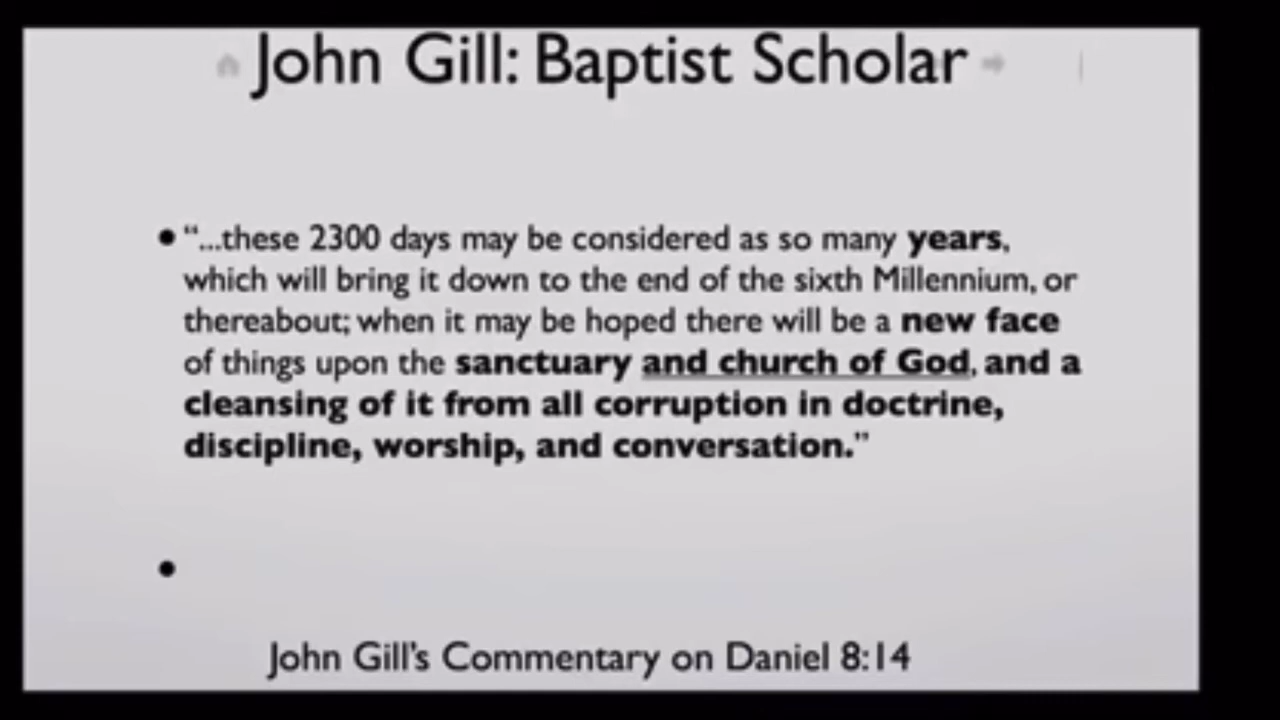 John Gill: Baptist Scholar
• “...these 2300 days may be considered as so many years,
which will bring it down to the end of the sixth Millennium, or
thereabout; when it may be hoped there will be a new face
of things upon the sanctuary and church of God, and a
cleansing of it from all corruption in doctrine,
discipline, worship, and conversation.”
•
John Gill’s Commentary on Daniel 8:14